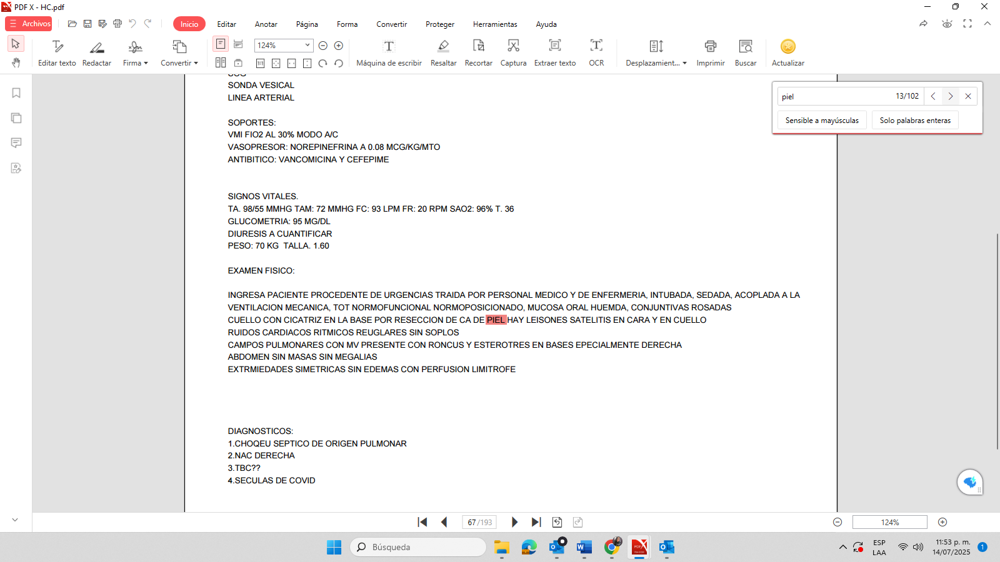 PDF X - HC.pdf
Archivos
Inicio
Editar
Anotar
Página
Forma
Convertir
Proteger
Herramientas
Ayuda
Editar texto
Redactar
Firma
Convertir
124%
Máquina de escribir
Resaltar
Recortar
Captura
Extraer texto
OCR
Desplazamient...
Imprimir
Buscar
Actualizar
piel
13/102
Sensible a mayúsculas
Solo palabras enteras
SOG
SONDA VESICAL
LINEA ARTERIAL
SOPORTES:
VMI FIO2 AL 30% MODO A/C
VASOPRESOR: NOREPINEFRINA A 0.08 MCG/KG/MTO
ANTIBITICO: VANCOMICINA Y CEFEPIME
SIGNOS VITALES.
TA. 98/55 MMHG TAM: 72 MMHG FC: 93 LPM FR: 20 RPM SAO2: 96% T. 36
GLUCOMETRIA: 95 MG/DL
DIURESIS A CUANTIFICAR
PESO: 70 KG  TALLA. 1.60
EXAMEN FISICO:
INGRESA PACIENTE PROCEDENTE DE URGENCIAS TRAIDA POR PERSONAL MEDICO Y DE ENFERMERIA, INTUBADA, SEDADA, ACOPLADA A LA
VENTILACION MECANICA, TOT NORMOFUNCIONAL NORMOPOSICIONADO, MUCOSA ORAL HUEMDA, CONJUNTIVAS ROSADAS
CUELLO CON CICATRIZ EN LA BASE POR RESECCION DE CA DE PIEL HAY LEISONES SATELITIS EN CARA Y EN CUELLO
RUIDOS CARDIACOS RITMICOS REUGLARES SIN SOPLOS
CAMPOS PULMONARES CON MV PRESENTE CON RONCUS Y ESTEROTRES EN BASES EPECIALMENTE DERECHA
ABDOMEN SIN MASAS SIN MEGALIAS
EXTRMIEDADES SIMETRICAS SIN EDEMAS CON PERFUSION LIMITROFE
DIAGNOSTICOS:
1.CHOQEU SEPTICO DE ORIGEN PULMONAR
2.NAC DERECHA
3.TBC??
4.SECULAS DE COVID
67 /193
124%
Búsqueda
ESP
LAA
11:53 p. m.
14/07/2025
1